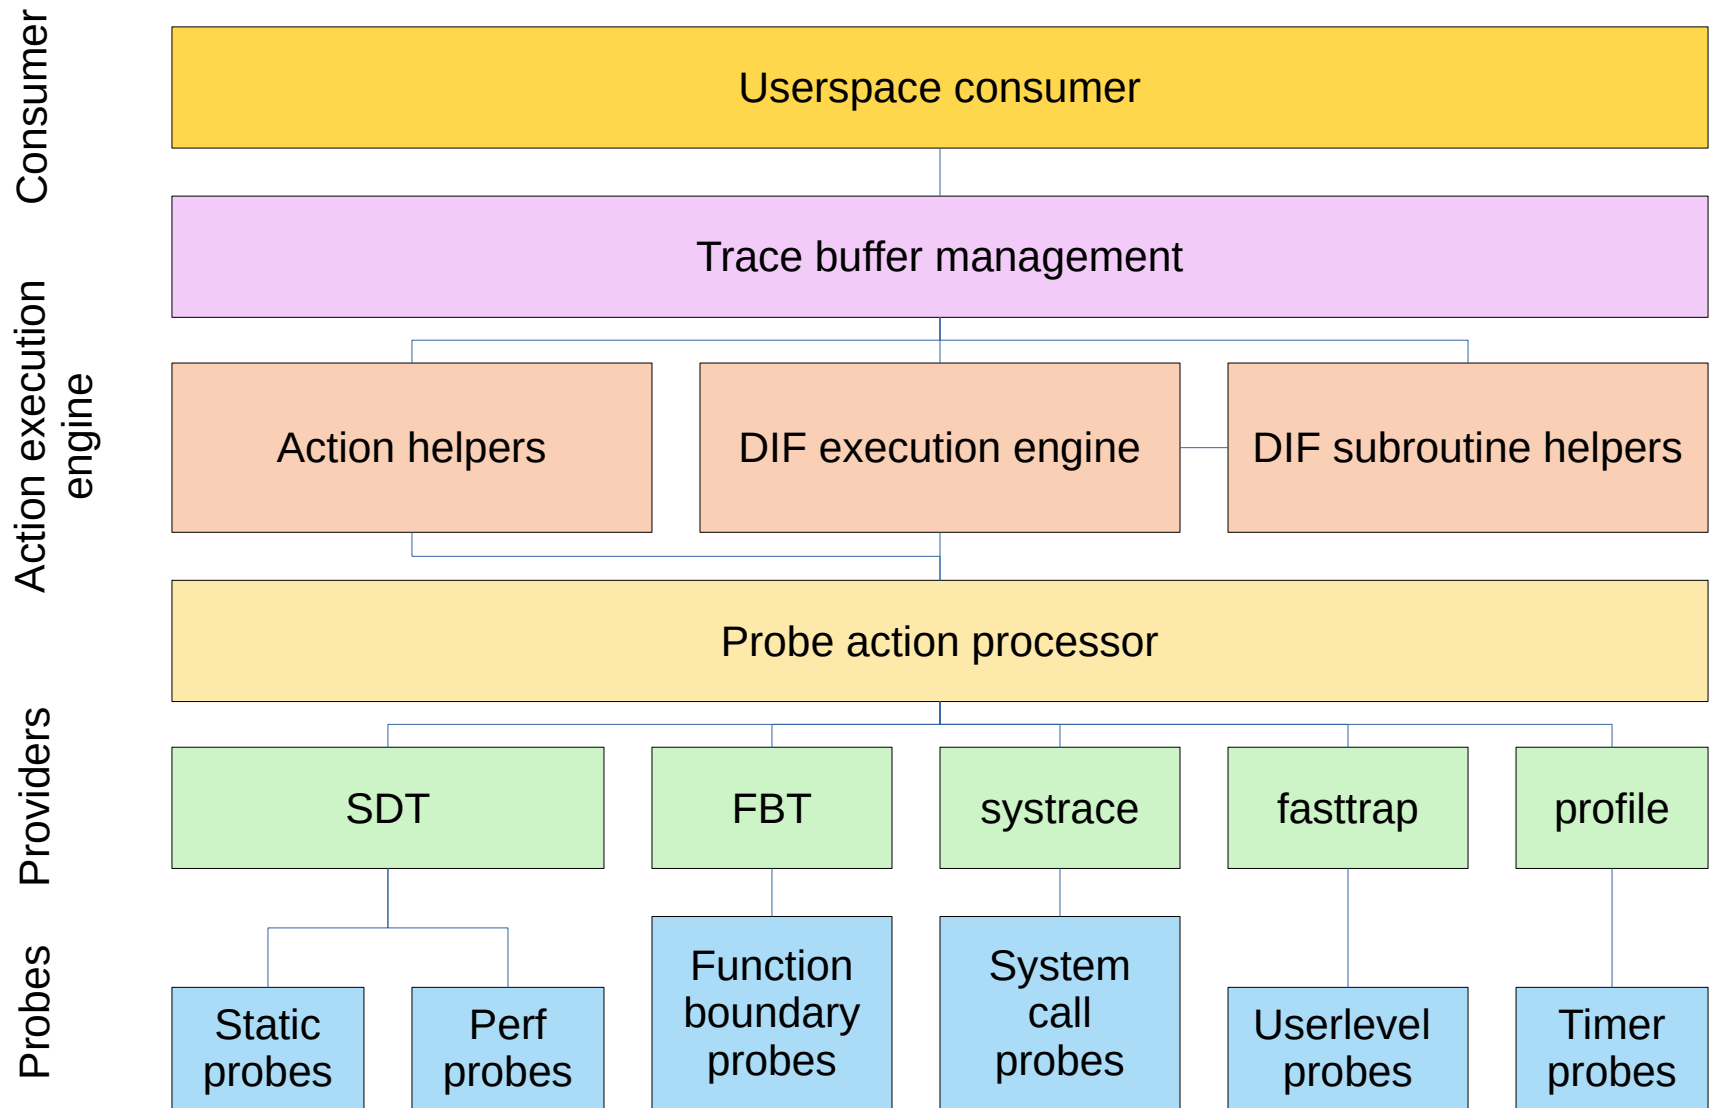 Consumer
Userspace consumer
Trace buffer management
Action execution
engine
Action helpers
DIF execution engine
DIF subroutine helpers
Probe action processor
Providers
SDT
FBT
systrace
fasttrap
profile
Probes
Static
probes
Perf
probes
Function
boundary
probes
System
call
probes
Userlevel
probes
Timer
probes